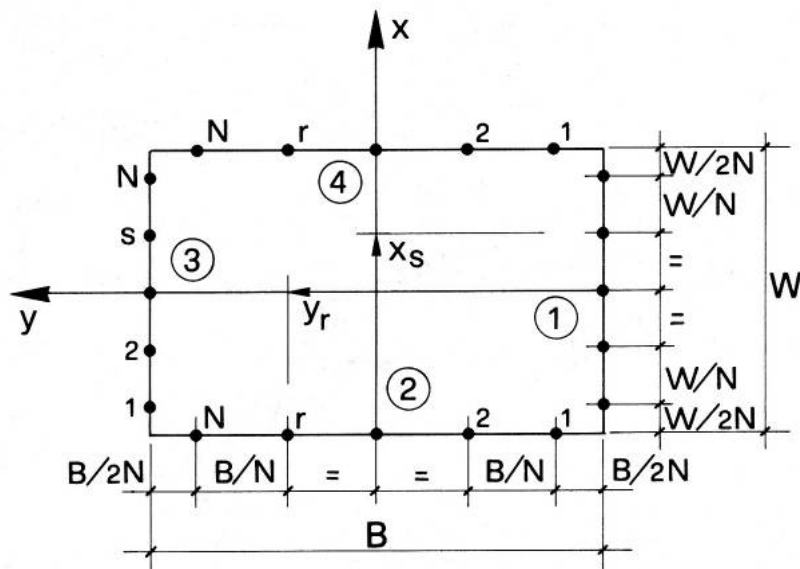 x
N r 2 1
N ④ W/2N
s W/N
③ x_s =
y y_r ① = W
2 W/N
1 ② W/2N
N r 2 1
B/2N B/N = = B/N B/2N
B